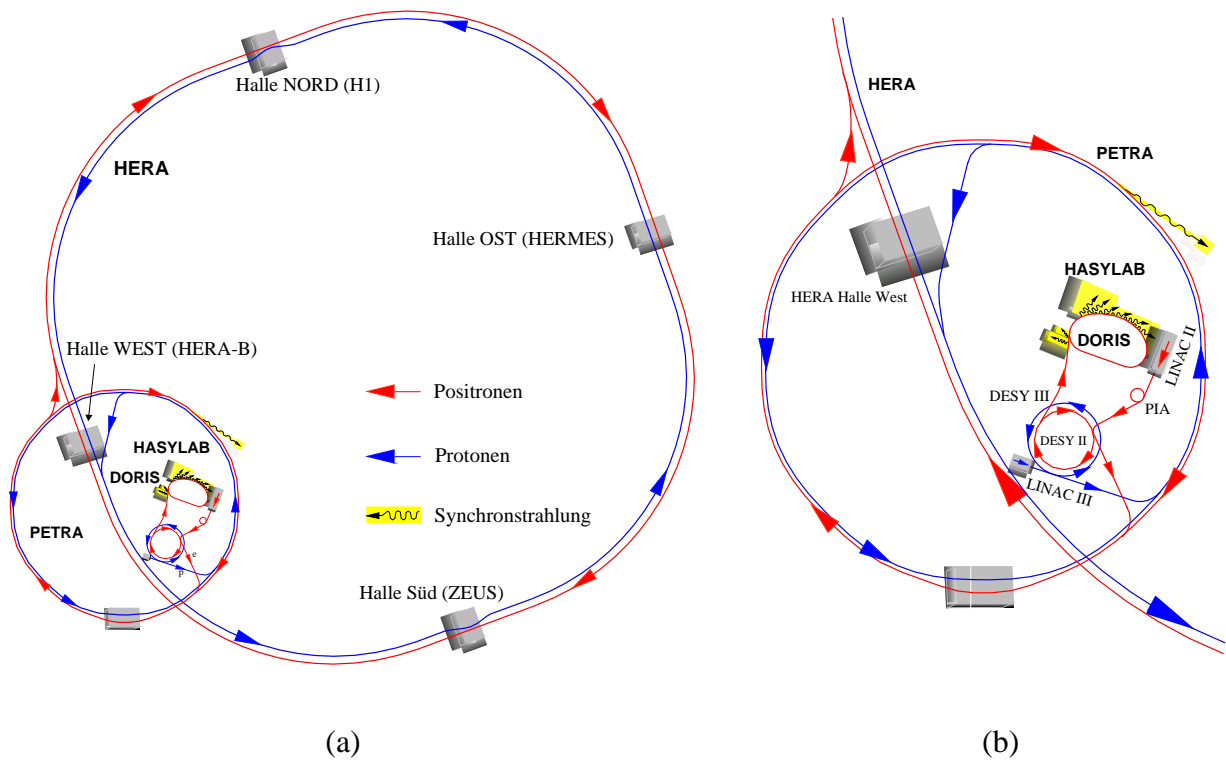 Halle NORD (H1)
HERA
Halle OST (HERMES)
Halle WEST (HERA-B)
Positronen
HASYLAB
DORIS
Protonen
PETRA
e
p
Synchronstrahlung
Halle Süd (ZEUS)
(a)
HERA
PETRA
HASYLAB
HERA Halle West
DORIS
LINAC II
DESY III
PIA
DESY II
LINAC III
(b)